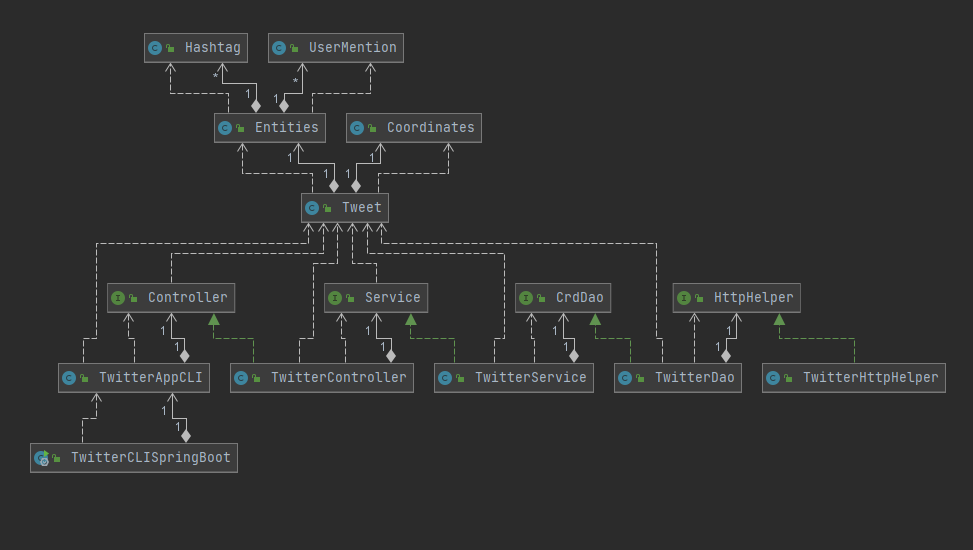 Hashtag UserMention
* *
1 1
Entities Coordinates
1 1
1 1
Tweet
Controller Service CrdDao HttpHelper
1 1 1 1
1 1 1 1
TwitterAppCLI TwitterController TwitterService TwitterDao TwitterHttpHelper
1
1
TwitterCLISpringBoot